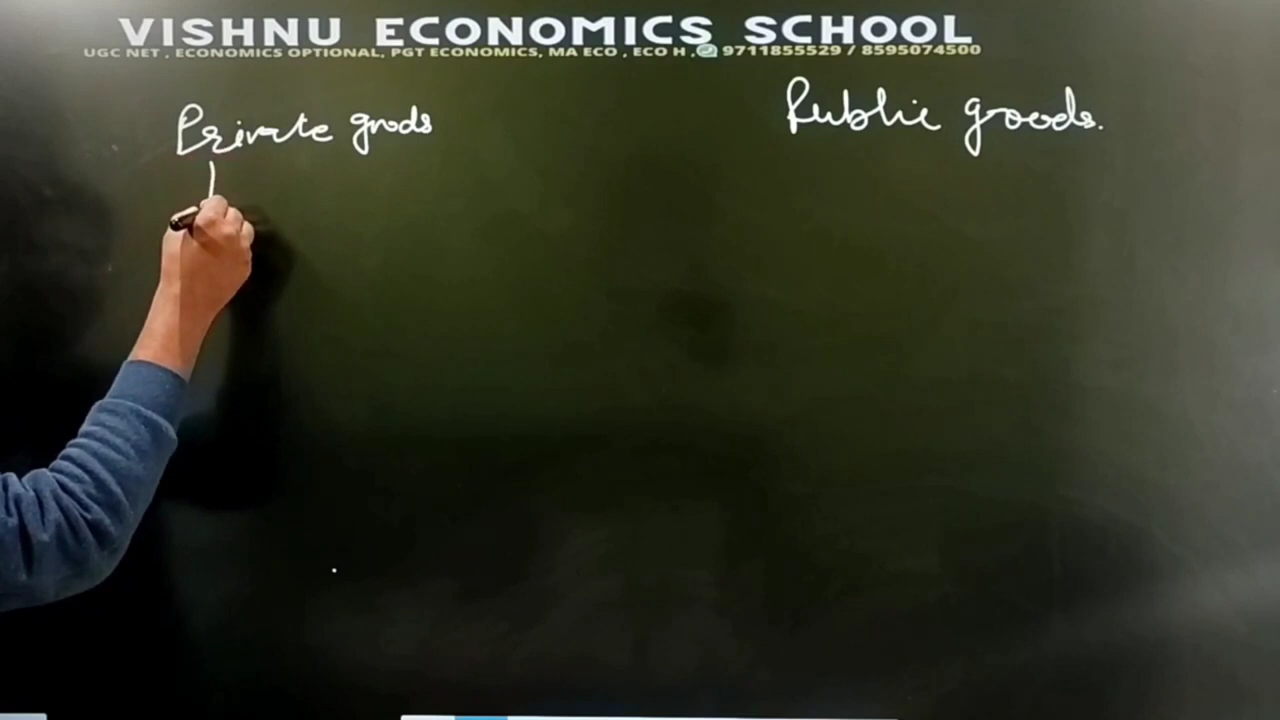 VISHNU ECONOMICS SCHOOL
UGC NET , ECONOMICS OPTIONAL, PGT ECONOMICS, MA ECO , ECO H , 9711855529 / 8595074500
Private goods
Public goods.